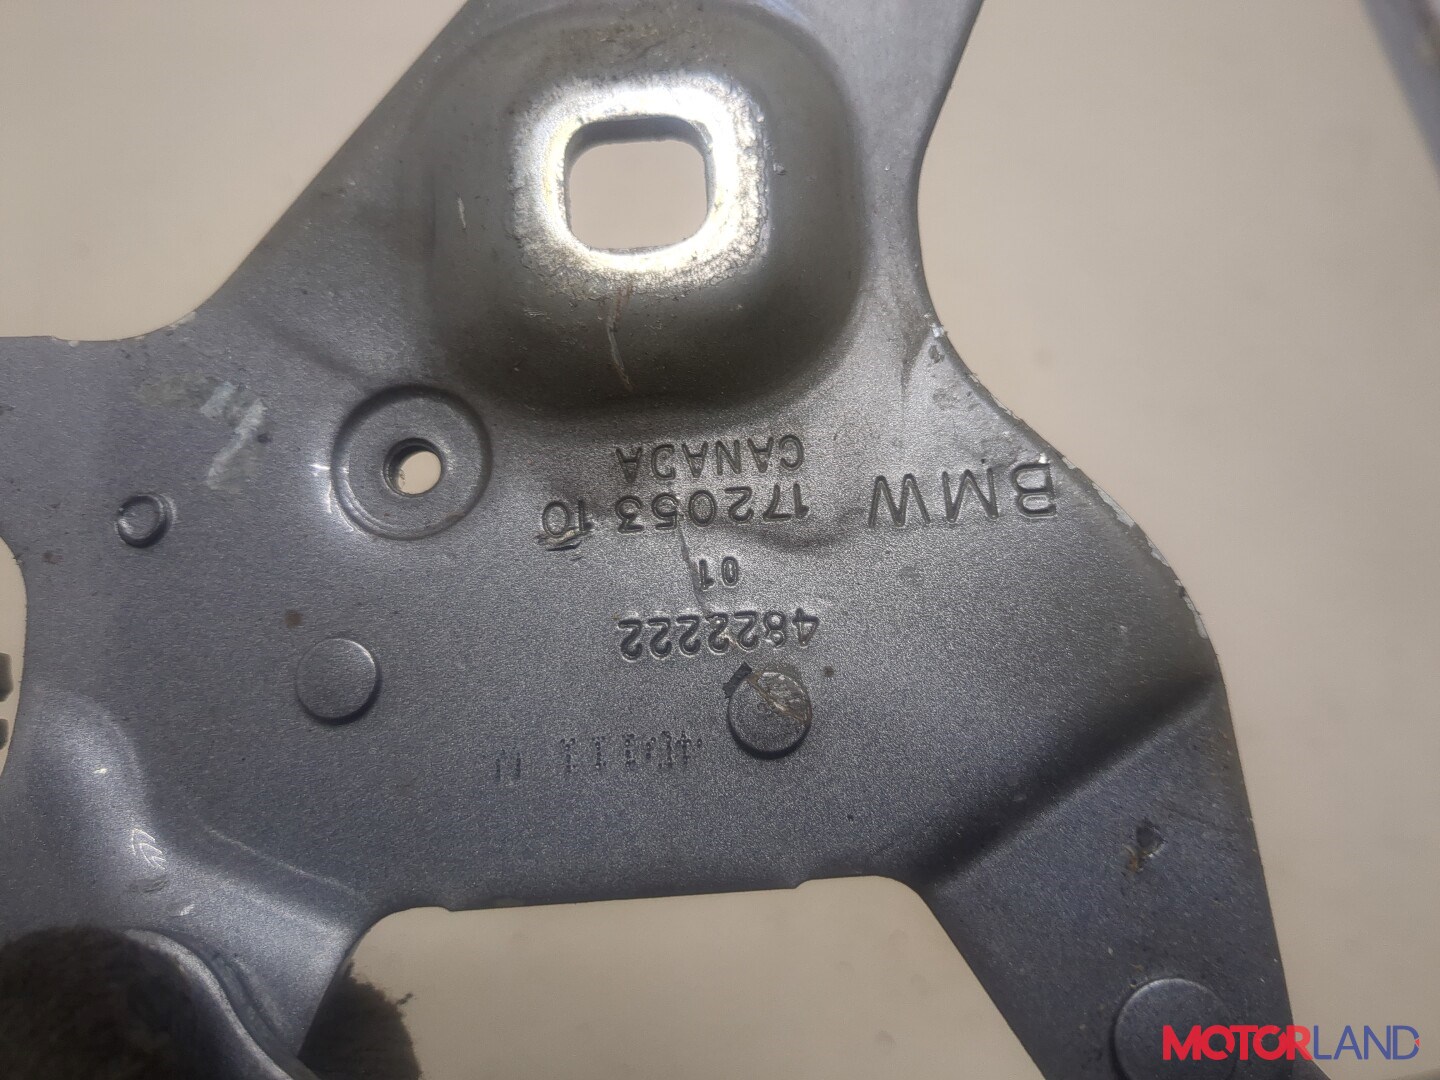 4822222
01
BMW 172053 10
CANADA
MOTORLAND